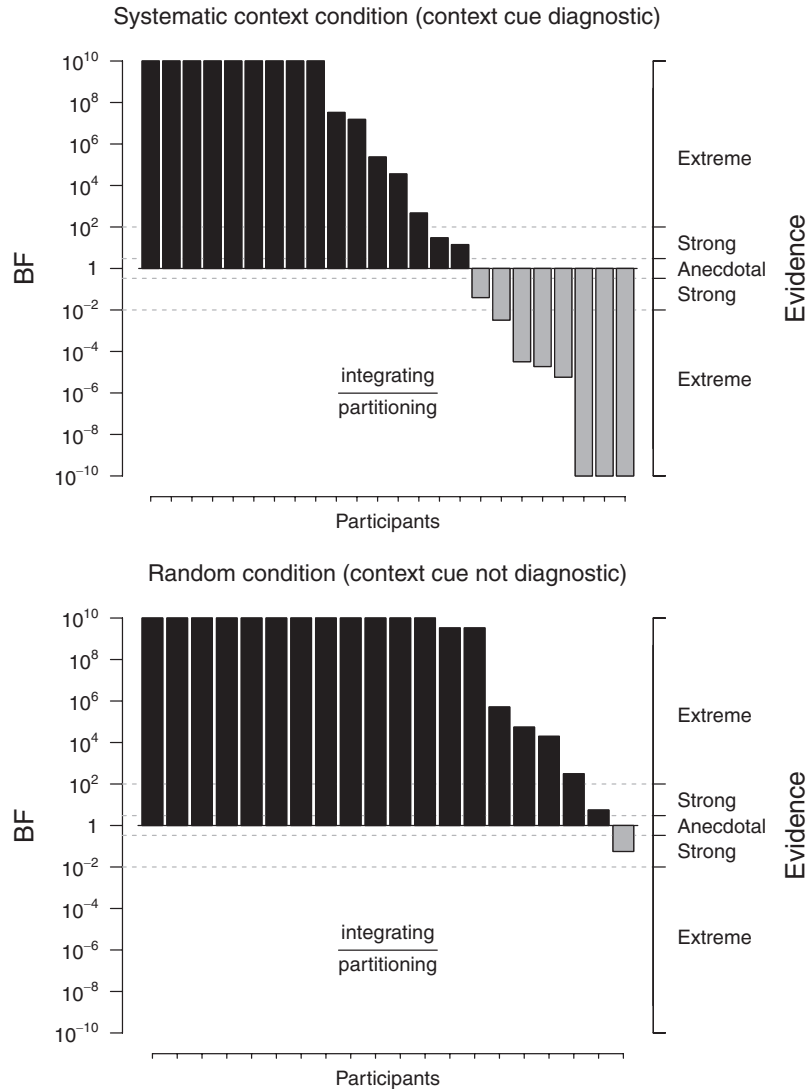 Systematic context condition (context cue diagnostic)
10^10
10^8
10^6
10^4
10^2
1
10^−2
10^−4
10^−6
10^−8
10^−10
BF
Extreme
Strong
Anecdotal
Strong
Extreme
Evidence
integrating
partitioning
Participants
Random condition (context cue not diagnostic)
10^10
10^8
10^6
10^4
10^2
1
10^−2
10^−4
10^−6
10^−8
10^−10
BF
Extreme
Strong
Anecdotal
Strong
Extreme
Evidence
integrating
partitioning
Participants